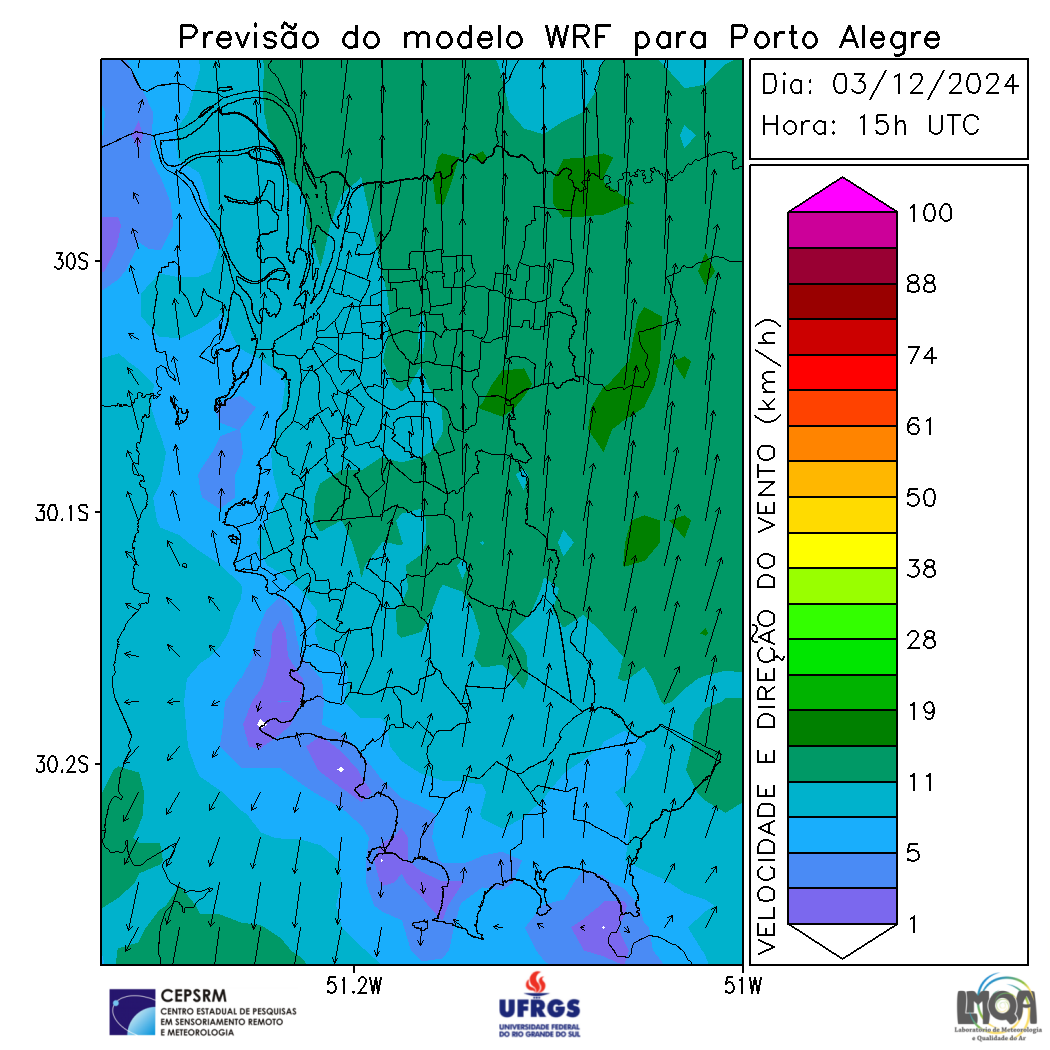 Previsão do modelo WRF para Porto Alegre
Dia: 03/12/2024
Hora: 15h UTC
30S
30.1S
30.2S
51.2W
51W
VELOCIDADE E DIREÇÃO DO VENTO (km/h)
100
88
74
61
50
38
28
19
11
5
1
CEPSRM
CENTRO ESTADUAL DE PESQUISAS
EM SENSORIAMENTO REMOTO
E METEOROLOGIA
UFRGS
UNIVERSIDADE FEDERAL
DO RIO GRANDE DO SUL
LMQA
Laboratório de Meteorologia
e Qualidade do Ar